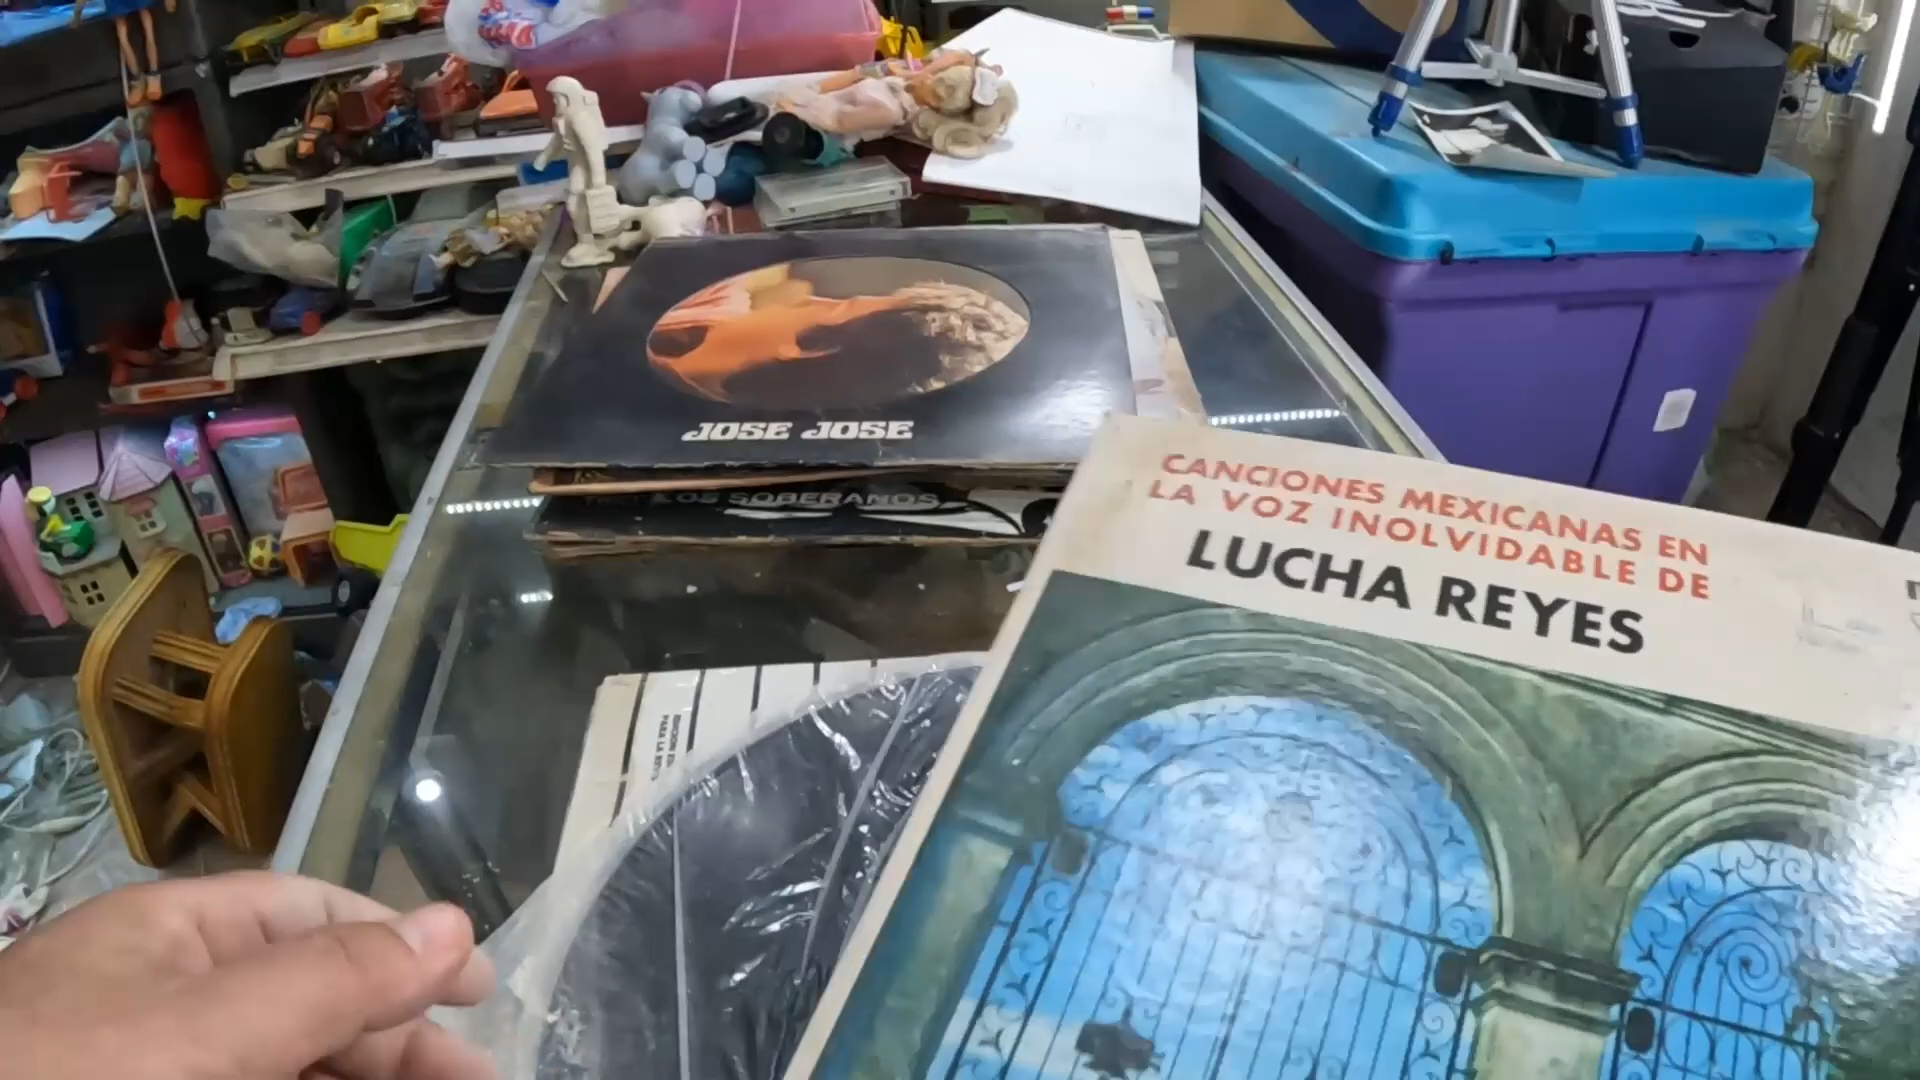 JOSE JOSE
LOS SOBERANOS
CANCIONES MEXICANAS EN
LA VOZ INOLVIDABLE DE
LUCHA REYES